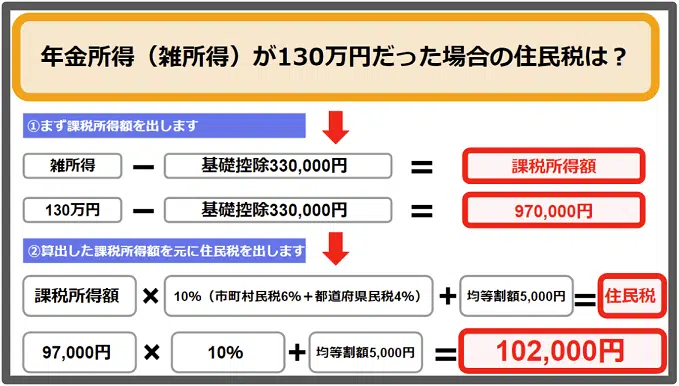 年金所得（雑所得）が130万円だった場合の住民税は？
①まず課税所得額を出します
雑所得 ー 基礎控除330,000円 = 課税所得額
130万円 ー 基礎控除330,000円 = 970,000円
②算出した課税所得額を元に住民税を出します
課税所得額 × 10%（市町村民税6%＋都道府県民税4%） + 均等割額5,000円 = 住民税
97,000円 × 10% + 均等割額5,000円 = 102,000円